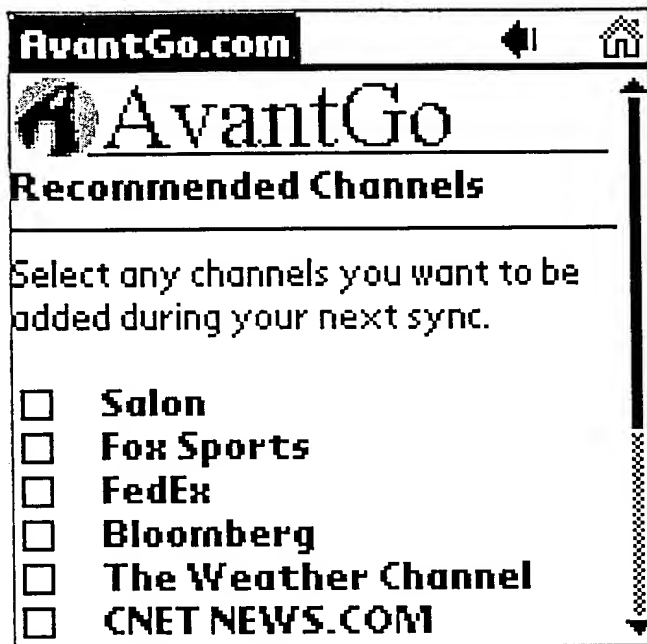 AvantGo.com
AvantGo
Recommended Channels
Select any channels you want to be
added during your next sync.
Salon
Fox Sports
FedEx
Bloomberg
The Weather Channel
CNET NEWS.COM